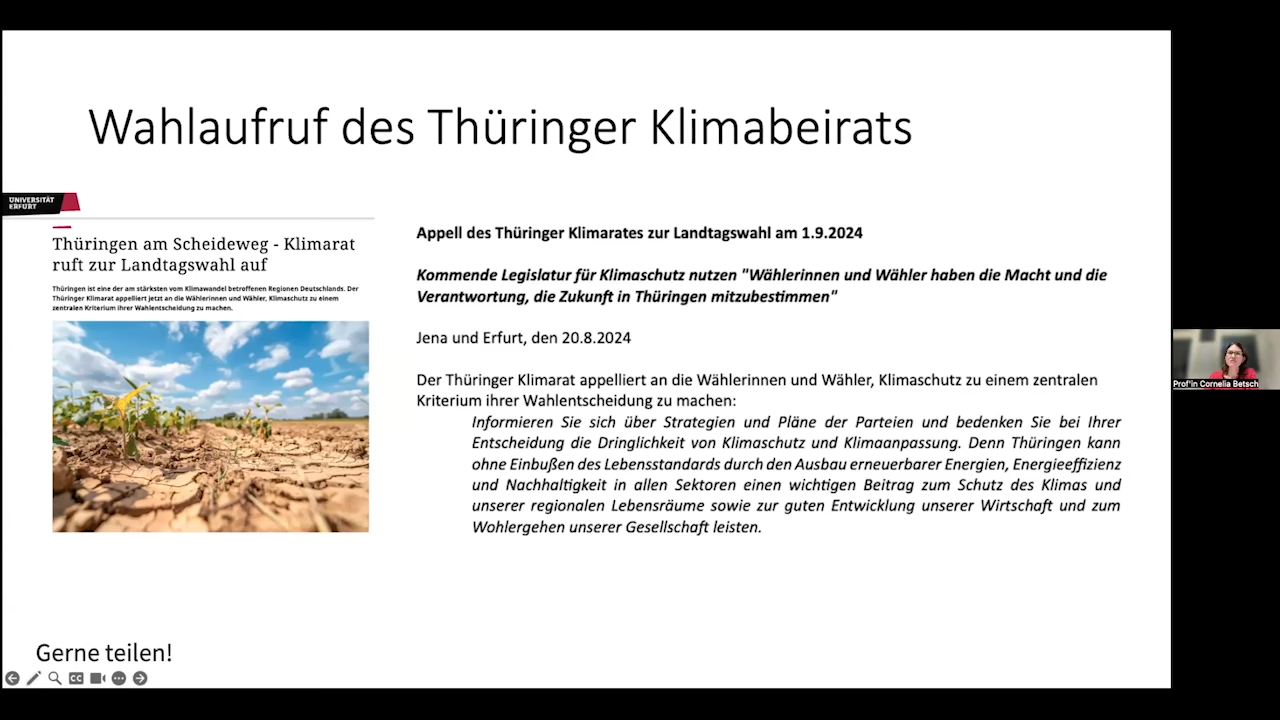 Wahlaufruf des Thüringer Klimabeirats
UNIVERSITÄT
ERFURT
Thüringen am Scheideweg - Klimarat
ruft zur Landtagswahl auf
Thüringen ist eine der am stärksten vom Klimawandel betroffenen Regionen Deutschlands. Der
Thüringer Klimarat appelliert jetzt an die Wählerinnen und Wähler, Klimaschutz zu einem
zentralen Kriterium ihrer Wahlentscheidung zu machen.
Appell des Thüringer Klimarates zur Landtagswahl am 1.9.2024
Kommende Legislatur für Klimaschutz nutzen "Wählerinnen und Wähler haben die Macht und die
Verantwortung, die Zukunft in Thüringen mitzubestimmen"
Jena und Erfurt, den 20.8.2024
Der Thüringer Klimarat appelliert an die Wählerinnen und Wähler, Klimaschutz zu einem zentralen
Kriterium ihrer Wahlentscheidung zu machen:
Informieren Sie sich über Strategien und Pläne der Parteien und bedenken Sie bei Ihrer
Entscheidung die Dringlichkeit von Klimaschutz und Klimaanpassung. Denn Thüringen kann
ohne Einbußen des Lebensstandards durch den Ausbau erneuerbarer Energien, Energieeffizienz
und Nachhaltigkeit in allen Sektoren einen wichtigen Beitrag zum Schutz des Klimas und
unserer regionalen Lebensräume sowie zur guten Entwicklung unserer Wirtschaft und zum
Wohlergehen unserer Gesellschaft leisten.
Gerne teilen!
CC
Prof'in Cornelia Betsch